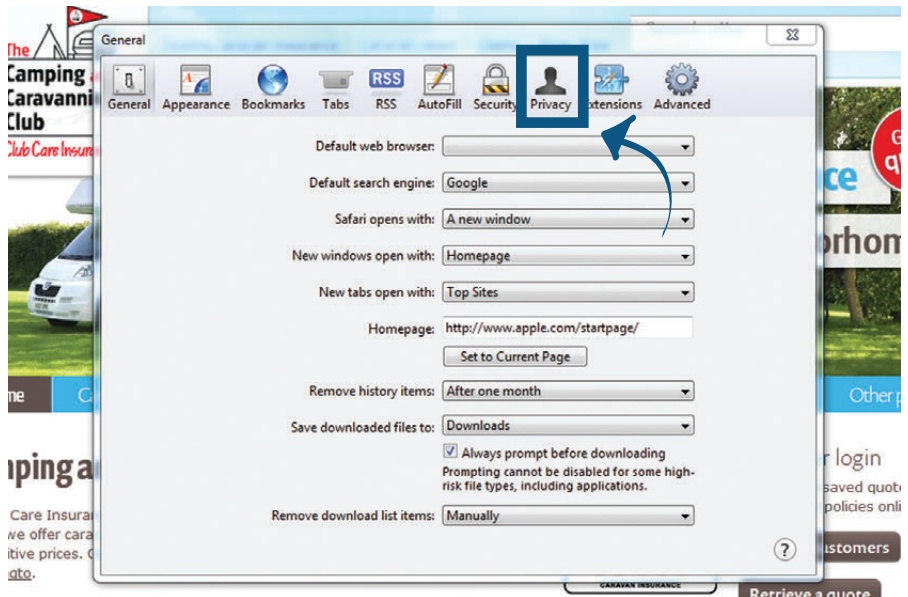 General
The
Camping
Caravanni
Club
Club Care Insur
General Appearance Bookmarks Tabs RSS AutoFill Security Privacy Extensions Advanced
RSS
Default web browser:
Default search engine: Google
Safari opens with: A new window
New windows open with: Homepage
New tabs open with: Top Sites
Homepage: http://www.apple.com/startpage/
Set to Current Page
Remove history items: After one month
Save downloaded files to: Downloads
Always prompt before downloading
Prompting cannot be disabled for some high-
risk file types, including applications.
Remove download list items: Manually
?
ce
orhom
me
Ca
Other p
nping a
r login
Care Insura
we offer cara
itive prices.
ato.
saved quot
policies onli
ustomers
CARAVAN INSURANCE
Retrieve a quote